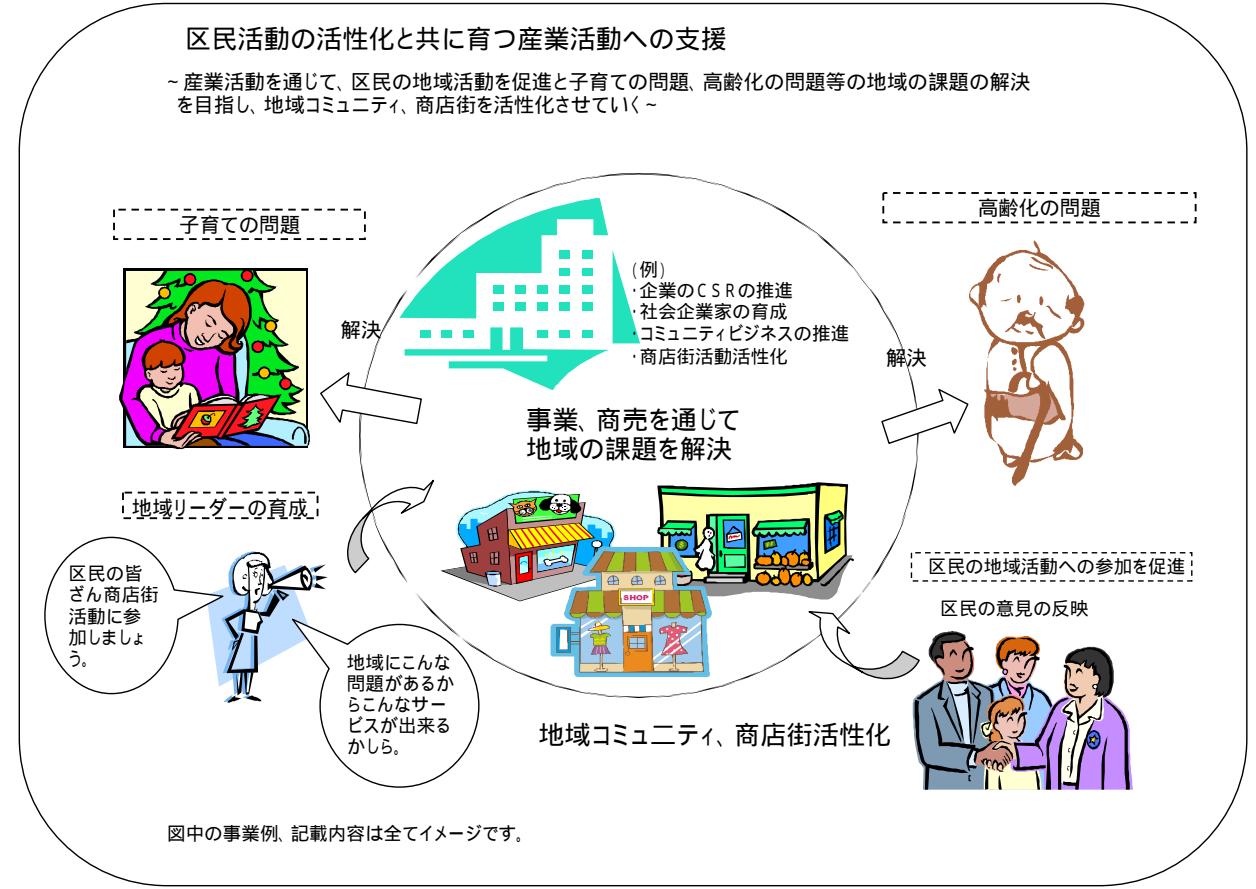 区民活動の活性化と共に育つ産業活動への支援
~産業活動を通じて、区民の地域活動を促進と子育ての問題、高齢化の問題等の地域の課題の解決
を目指し、地域コミュニティ、商店街を活性化させていく~
子育ての問題
高齢化の問題
(例)
・企業のCSRの推進
・社会企業家の育成
・コミュニティビジネスの推進
・商店街活動活性化
解決
解決
事業、商売を通じて
地域の課題を解決
地域リーダーの育成
区民の皆
ざん商店街
活動に参
加しましょ
う。
地域にこんな
問題があるか
らこんなサー
ビスが出来る
かしら。
SHOP
区民の地域活動への参加を促進
区民の意見の反映
地域コミュニティ、商店街活性化
図中の事業例、記載内容は全てイメージです。